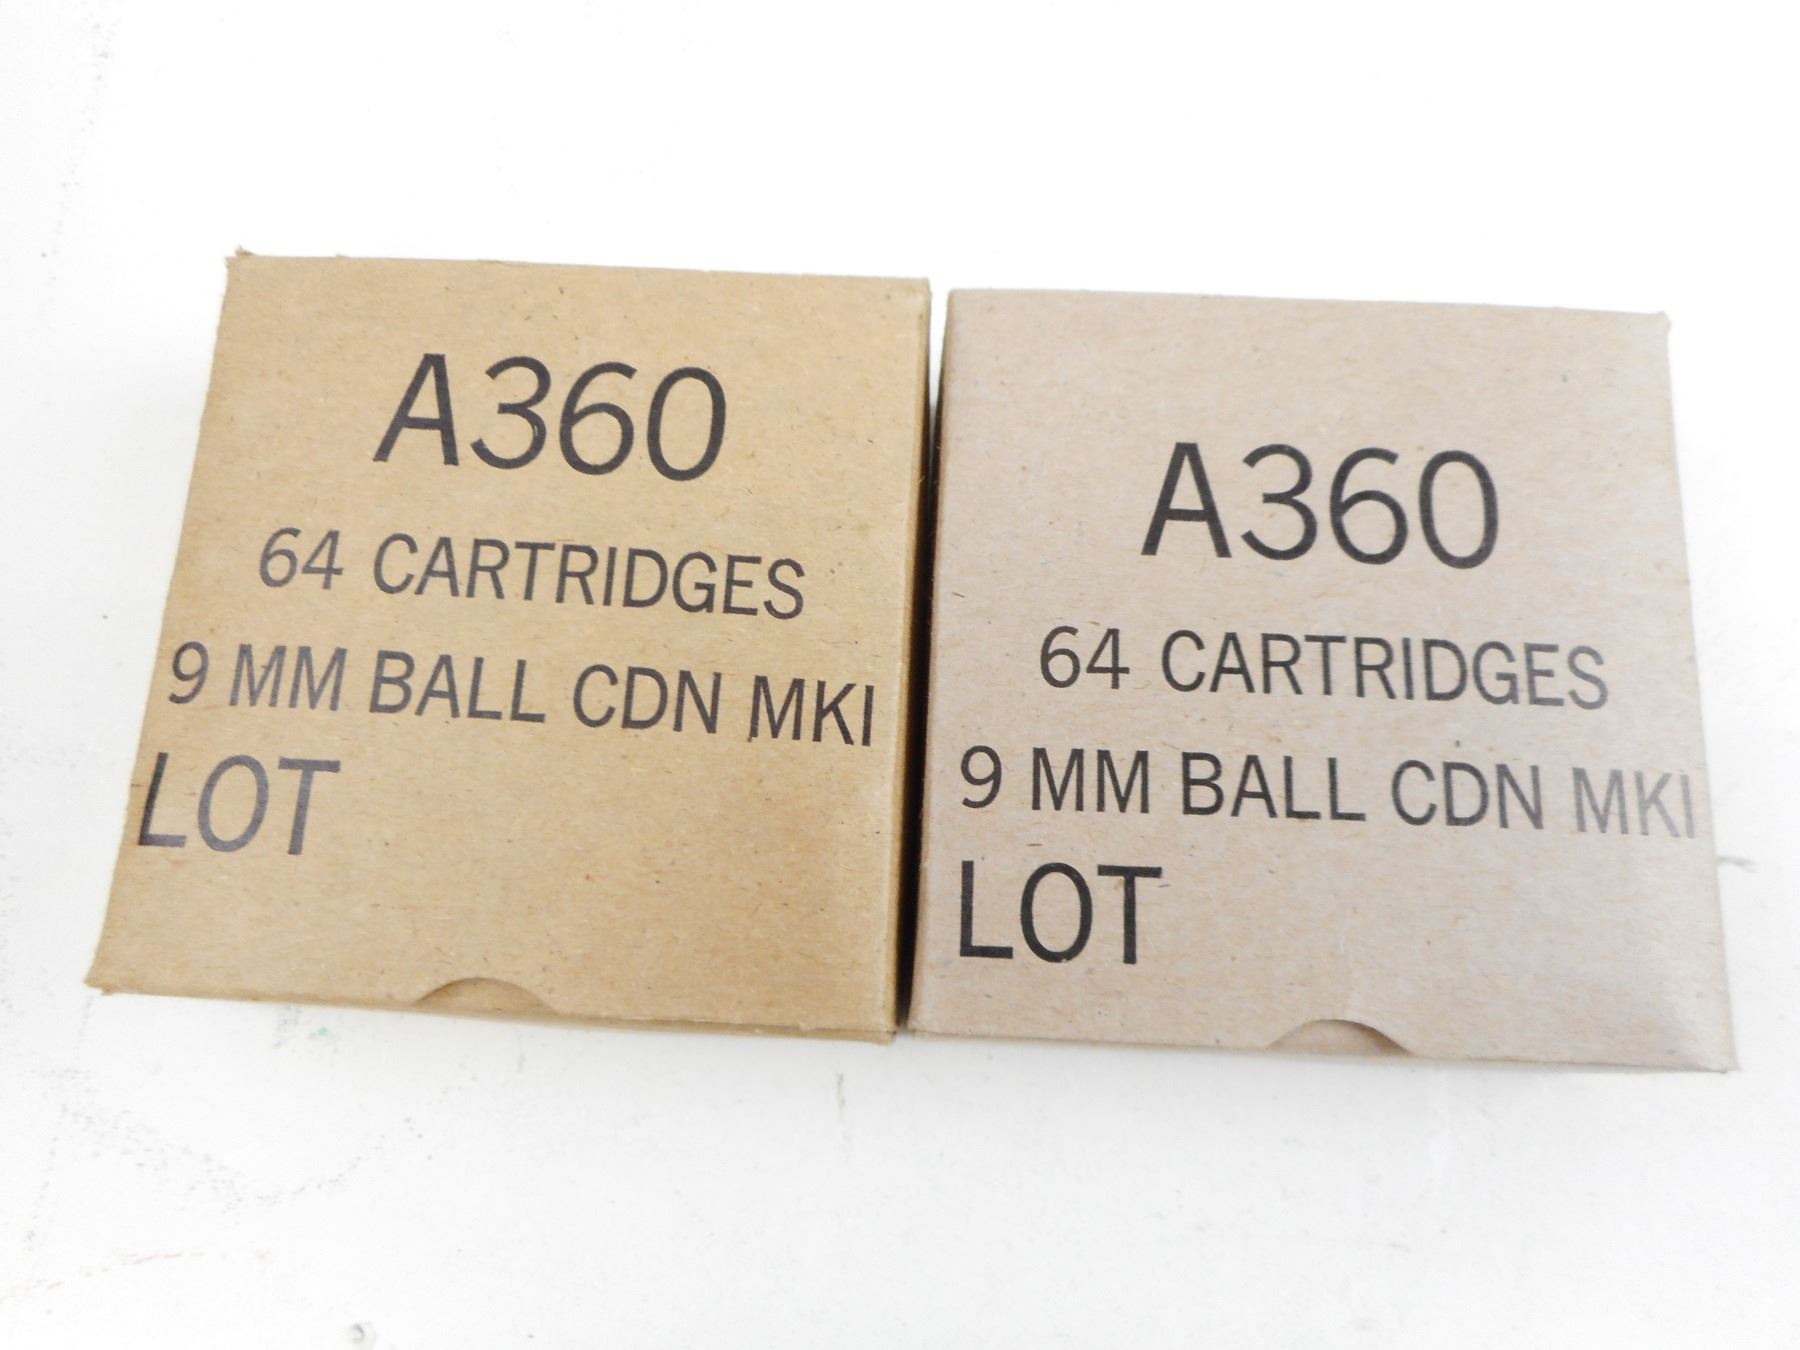 A360
64 CARTRIDGES
9 MM BALL CDN MKI
LOT
A360
64 CARTRIDGES
9 MM BALL CDN MKI
LOT